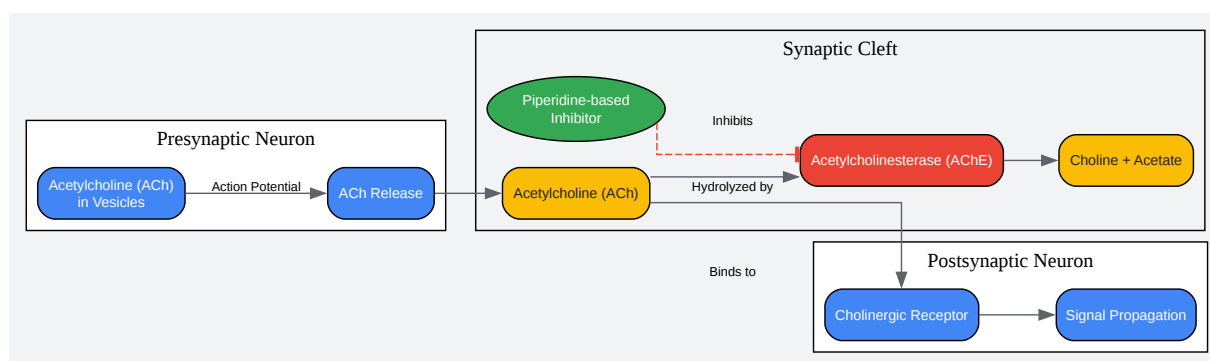 Synaptic Cleft
Piperidine-based
Inhibitor
Inhibits
Presynaptic Neuron
Acetylcholine (ACh)
in Vesicles
Action Potential
ACh Release
Acetylcholine (ACh)
Hydrolyzed by
Acetylcholinesterase (AChE)
Choline + Acetate
Binds to
Postsynaptic Neuron
Cholinergic Receptor
Signal Propagation